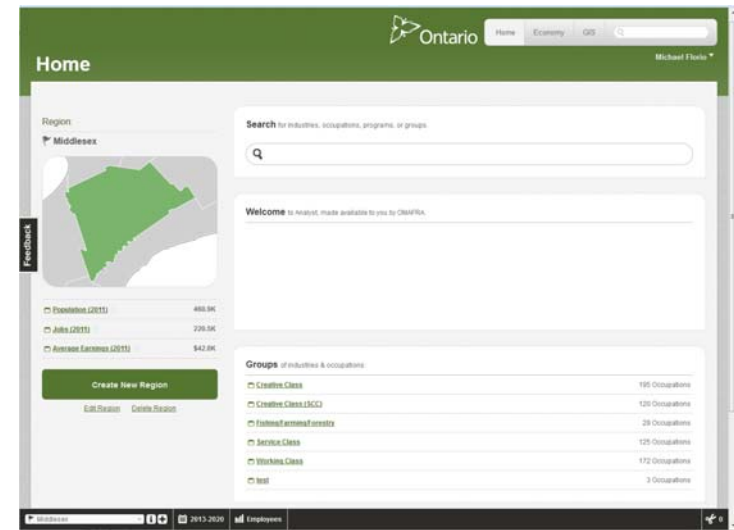 Ontario
Home Economy GIS
Michael Florio
Home
Region
Middlesex
Population (2011) 460.9K
Jobs (2011) 220.5K
Average Earnings (2011) $42.0K
Create New Region
Edit Region Delete Region
Feedback
Search for industries, occupations, programs, or groups.
Welcome to Analyst, made available to you by OMAFRA.
Groups of industries & occupations
Creative Class 195 Occupations
Creative Class (SCC) 120 Occupations
Fishing/Farming/Forestry 29 Occupations
Service Class 125 Occupations
Working Class 172 Occupations
test 3 Occupations
Middlesex 2013-2020 Employees 0